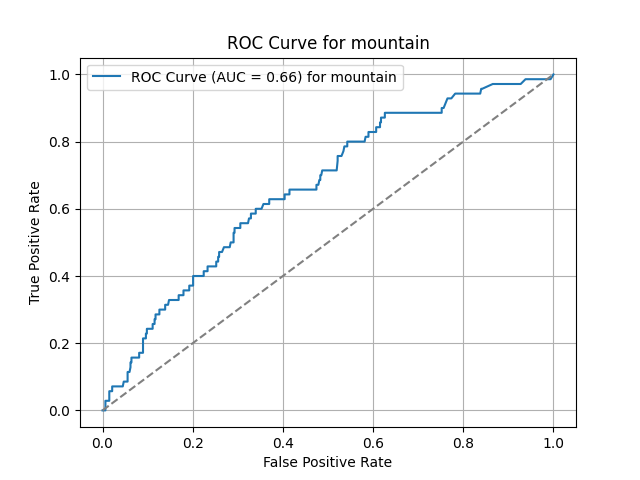 ROC Curve for mountain
ROC Curve (AUC = 0.66) for mountain
True Positive Rate
1.0
0.8
0.6
0.4
0.2
0.0
0.0 0.2 0.4 0.6 0.8 1.0
False Positive Rate